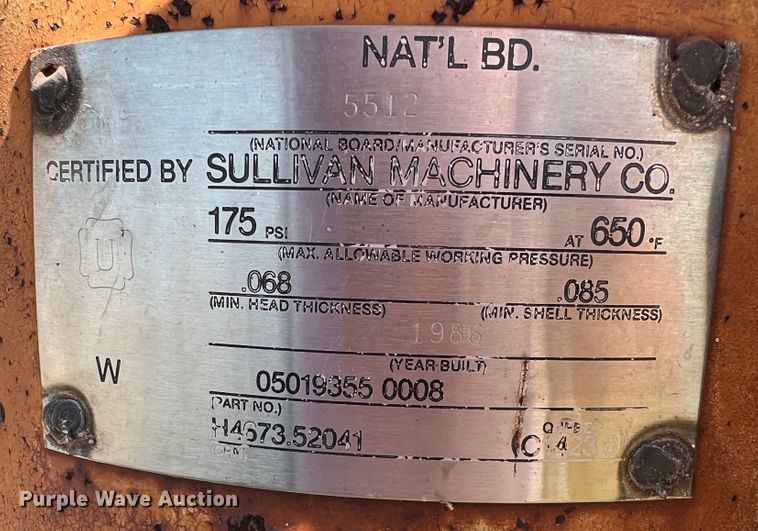 NAT'L BD.
5512
(NATIONAL BOARD/MANUFACTURER'S SERIAL NO.)
CERTIFIED BY SULLIVAN MACHINERY CO.
(NAME OF MANUFACTURER)
U
175 PSI AT 650 °F
(MAX. ALLOWABLE WORKING PRESSURE)
.068 .085
(MIN. HEAD THICKNESS) (MIN. SHELL THICKNESS)
1986
W
(YEAR-BUILT)
05019355 0008
(PART NO.)
H4673.52041
Purple Wave Auction